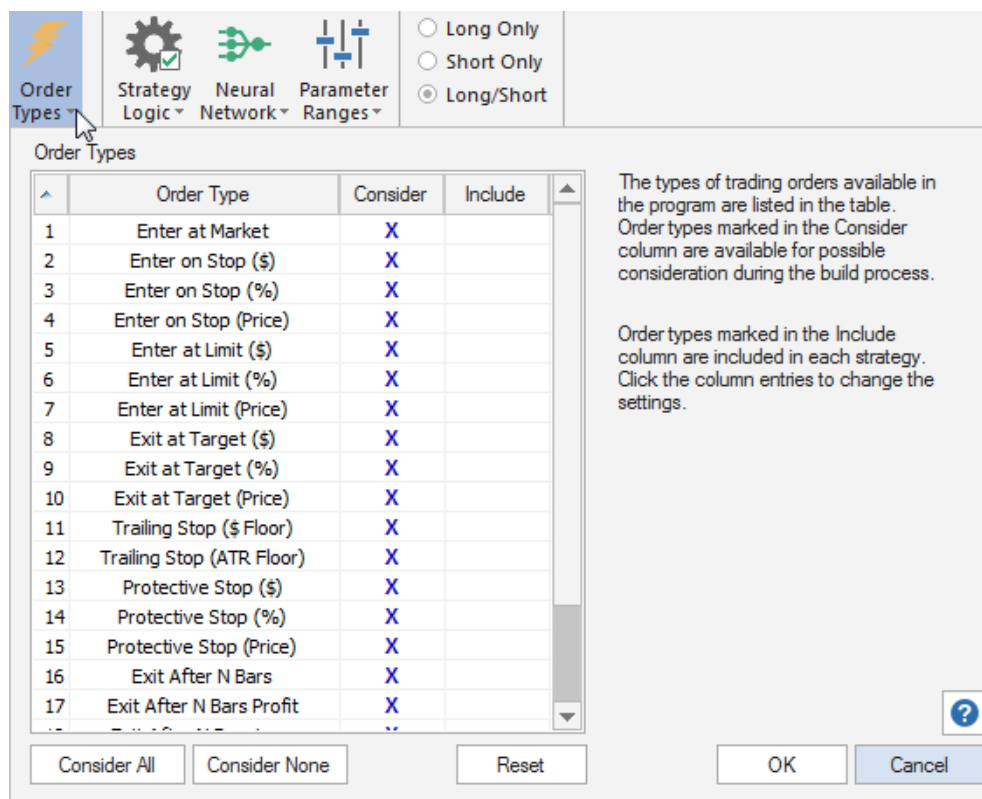 Order Types
Strategy Logic
Neural Network
Parameter Ranges
Long Only
Short Only
Long/Short
Order Types
Order Type Consider Include
1 Enter at Market X
2 Enter on Stop ($) X
3 Enter on Stop (%) X
4 Enter on Stop (Price) X
5 Enter at Limit ($) X
6 Enter at Limit (%) X
7 Enter at Limit (Price) X
8 Exit at Target ($) X
9 Exit at Target (%) X
10 Exit at Target (Price) X
11 Trailing Stop ($ Floor) X
12 Trailing Stop (ATR Floor) X
13 Protective Stop ($) X
14 Protective Stop (%) X
15 Protective Stop (Price) X
16 Exit After N Bars X
17 Exit After N Bars Profit X
The types of trading orders available in
the program are listed in the table.
Order types marked in the Consider
column are available for possible
consideration during the build process.
Order types marked in the Include
column are included in each strategy.
Click the column entries to change the
settings.
?
Consider All
Consider None
Reset
OK
Cancel